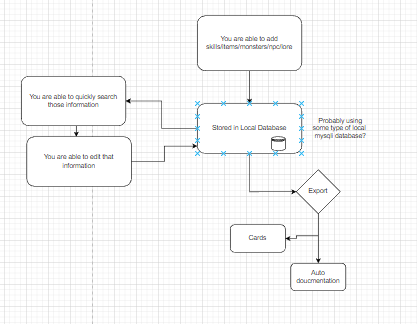 You are able to add
skills/items/monsters/npc/lore
You are able to quickly search
those information
Stored in Local Database
Probably using
some type of local
mysqli database?
You are able to edit that
information
Export
Cards
Auto
doucmentation